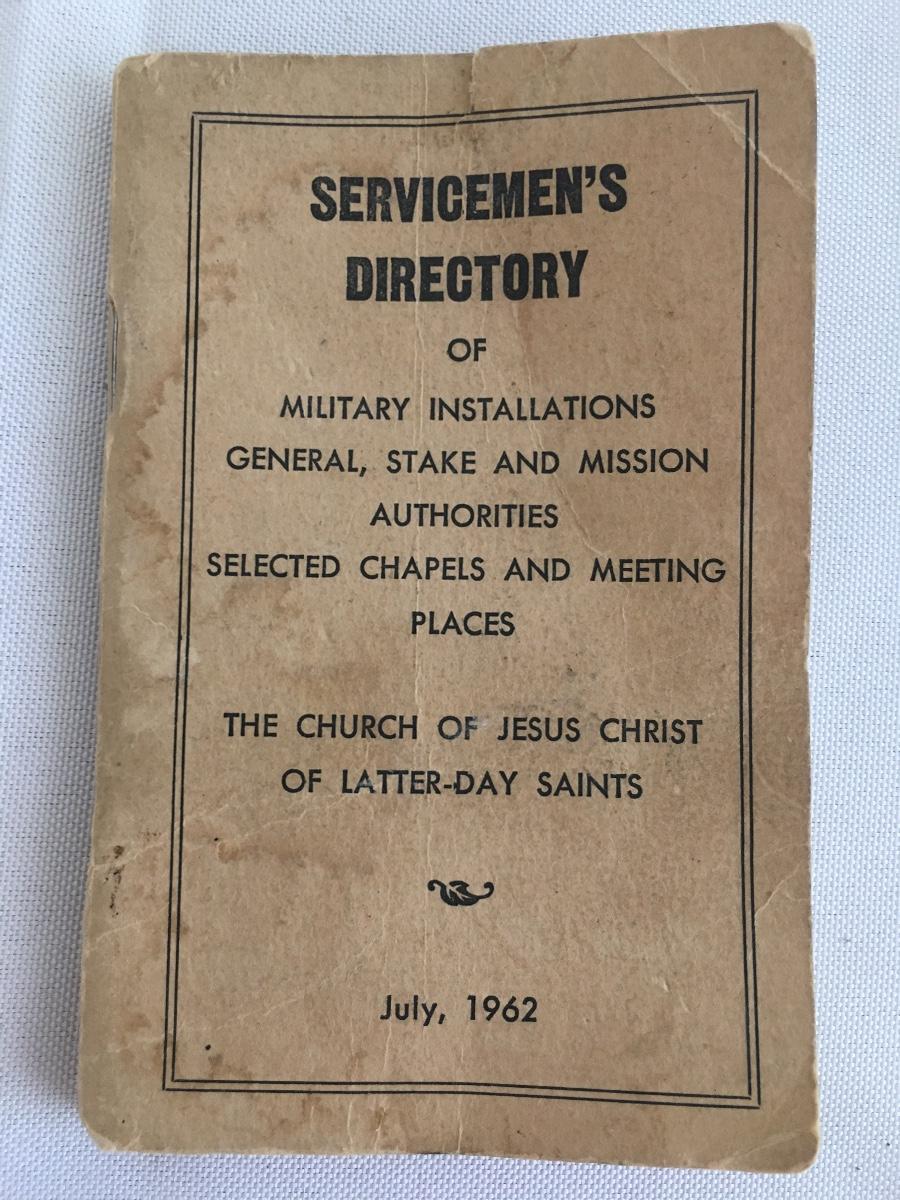 SERVICEMEN'S
DIRECTORY
OF
MILITARY INSTALLATIONS
GENERAL, STAKE AND MISSION
AUTHORITIES
SELECTED CHAPELS AND MEETING
PLACES
THE CHURCH OF JESUS CHRIST
OF LATTER-DAY SAINTS
July, 1962